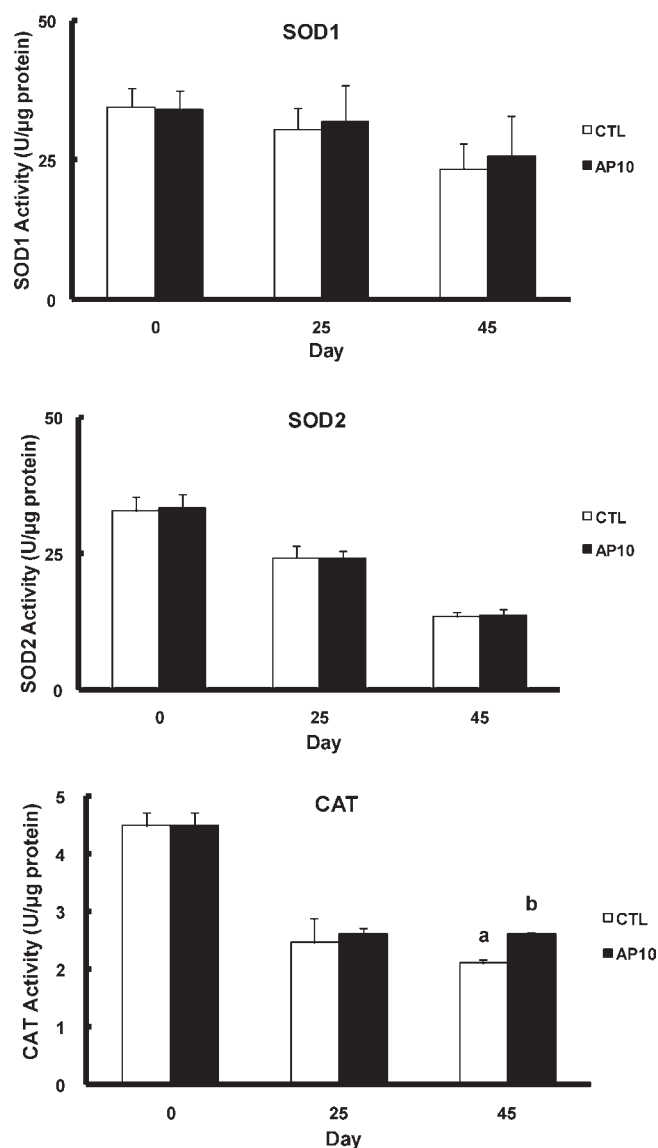 SOD1
SOD1 Activity (U/µg protein)
50
25
0
0 25 45
Day
CTL
AP10
SOD2
SOD2 Activity (U/µg protein)
50
25
0
0 25 45
Day
CTL
AP10
CAT
CAT Activity (U/µg protein)
5
4
3
2
1
0
a
b
0 25 45
Day
CTL
AP10